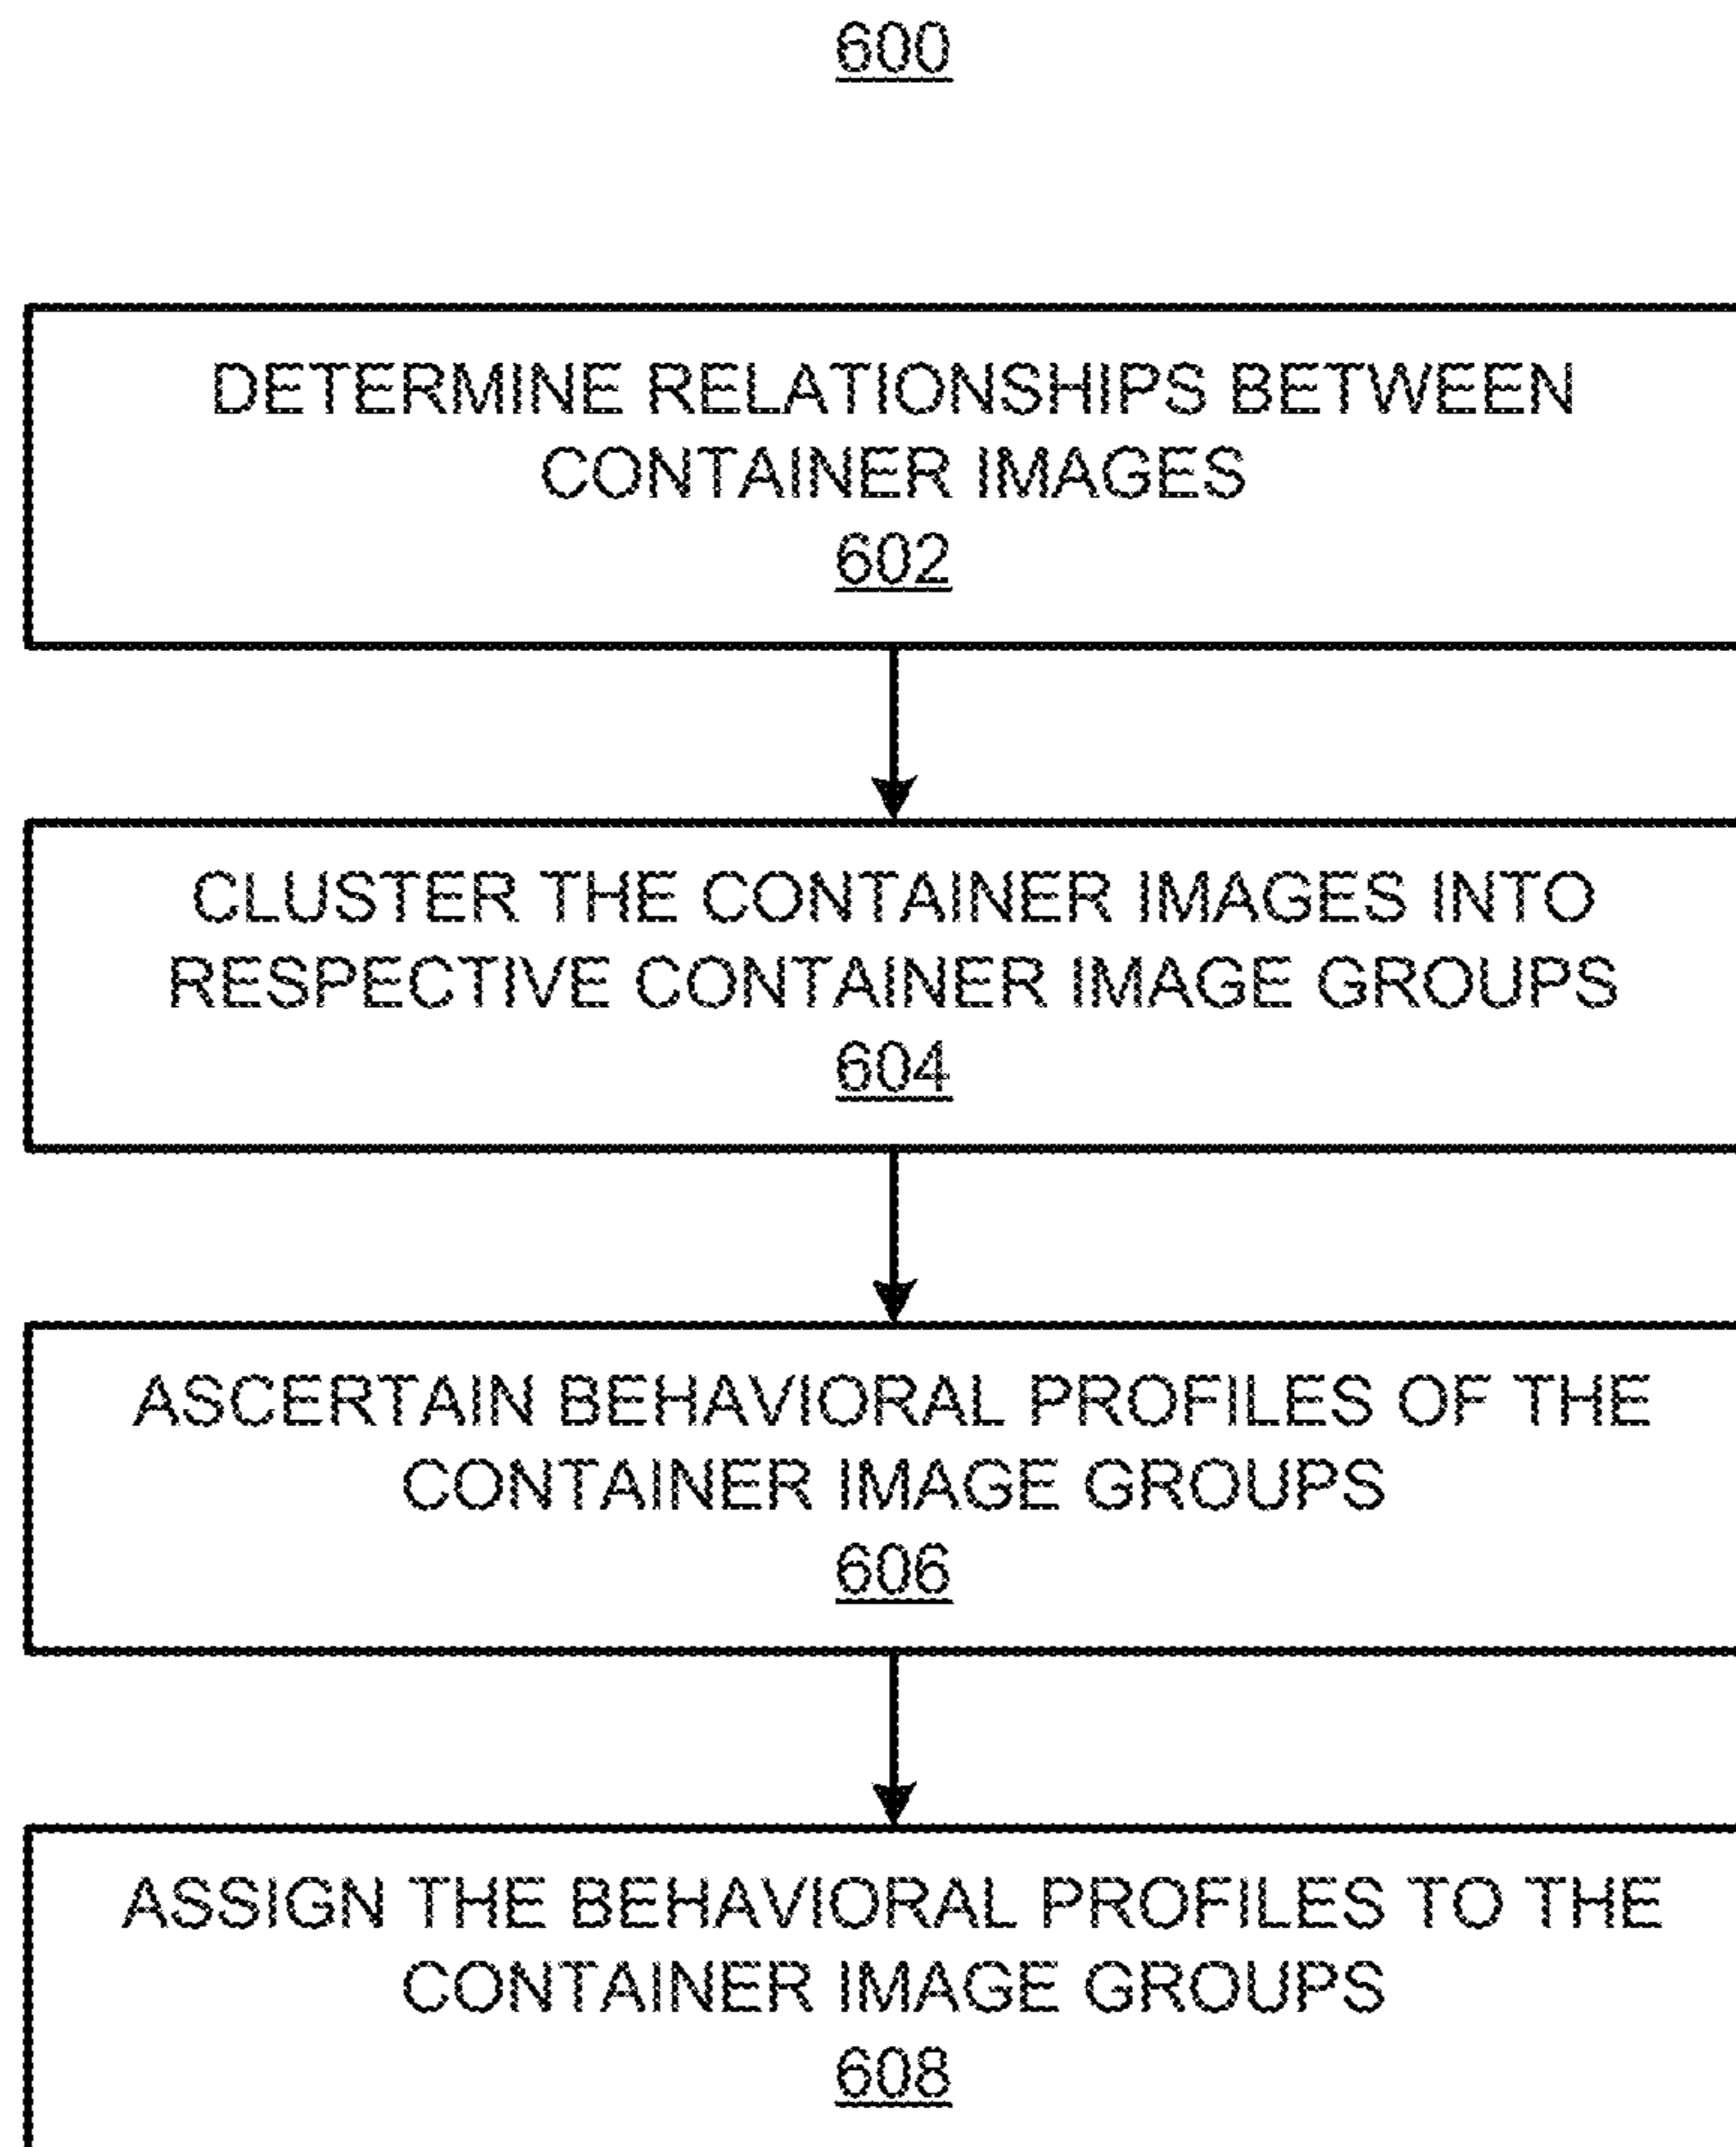 600
DETERMINE RELATIONSHIPS BETWEEN
CONTAINER IMAGES
602
CLUSTER THE CONTAINER IMAGES INTO
RESPECTIVE CONTAINER IMAGE GROUPS
604
ASCERTAIN BEHAVIORAL PROFILES OF THE
CONTAINER IMAGE GROUPS
606
ASSIGN THE BEHAVIORAL PROFILES TO THE
CONTAINER IMAGE GROUPS
608